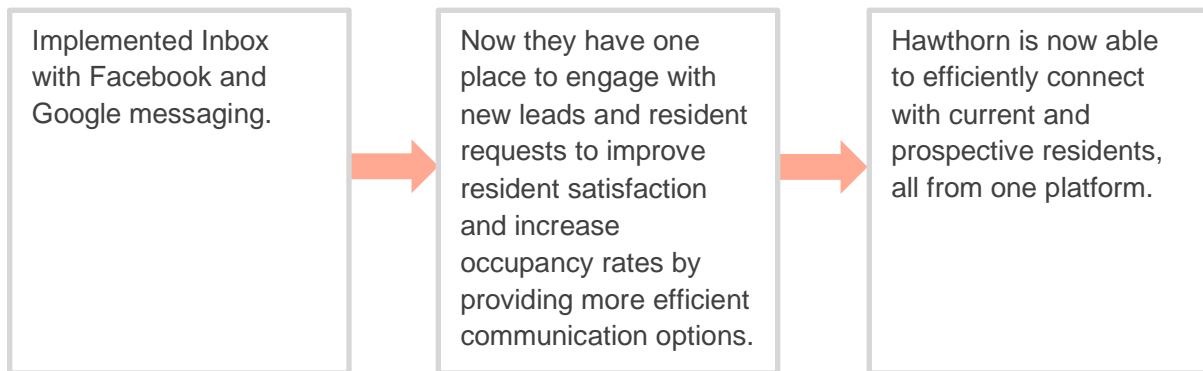 Implemented Inbox
with Facebook and
Google messaging.
Now they have one
place to engage with
new leads and resident
requests to improve
resident satisfaction
and increase
occupancy rates by
providing more efficient
communication options.
Hawthorn is now able
to efficiently connect
with current and
prospective residents,
all from one platform.